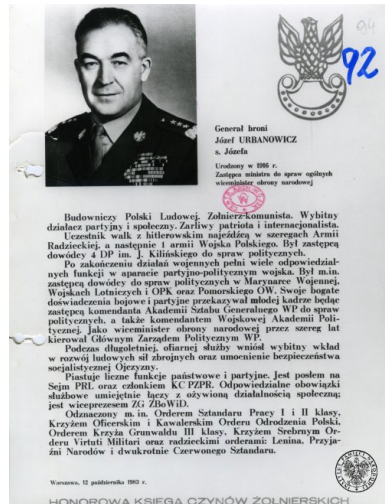 94
92
Generał broni
Józef URBANOWICZ
s. Józefa
Urodzony w 1916 r.
Zastępca ministra do spraw ogólnych
wiceminister obrony narodowej
Budowniczy Polski Ludowej. Żołnierz-komunista. Wybitny
działacz partyjny i społeczny. Żarliwy patriota i internacjonalista.
Uczestnik walk z hitlerowskim najeźdźcą w szeregach Armii
Radzieckiej, a następnie 1 armii Wojska Polskiego. Był zastępcą
dowódcy 4 DP im. J. Kilińskiego do spraw politycznych.
Po zakończeniu działań wojennych pełni wiele odpowiedzial-
nych funkcji w aparacie partyjno-politycznym wojska. Był m.in.
zastępcą dowódcy do spraw politycznych w Marynarce Wojennej,
Wojskach Lotniczych i OPK oraz Pomorskiego OW. Swoje bogate
doświadczenia bojowe i partyjne przekazywał młodej kadrze będąc
zastępcą komendanta Akademii Sztabu Generalnego WP do spraw
politycznych, a także komendantem Wojskowej Akademii Poli-
tycznej. Jako wiceminister obrony narodowej przez szereg lat
kierował Głównym Zarządem Politycznym WP.
Podczas długoletniej, ofiarnej służby wniósł wybitny wkład
w rozwój ludowych sił zbrojnych oraz umocnienie bezpieczeństwa
socjalistycznej Ojczyzny.
Piastuje liczne funkcje państwowe i partyjne. Jest posłem na
Sejm PRL oraz członkiem KC PZPR. Odpowiedzialne obowiązki
służbowe umiejętnie łączy z ożywioną działalnością społeczną;
jest wiceprezesem ZG ZBoWiD.
Odznaczony m. in. Orderem Sztandaru Pracy I i II klasy,
Krzyżem Oficerskim i Kawalerskim Orderu Odrodzenia Polski,
Orderem Krzyża Grunwaldu III klasy, Krzyżem Srebrnym Or-
deru Virtuti Militari oraz radzieckimi orderami: Lenina, Przyja-
źni Narodów i dwukrotnie Czerwonego Sztandaru.
Warszawa, 12 października 1983 r.
HONOROWA KSIĘGA CZYNÓW ŻOŁNIERSKICH